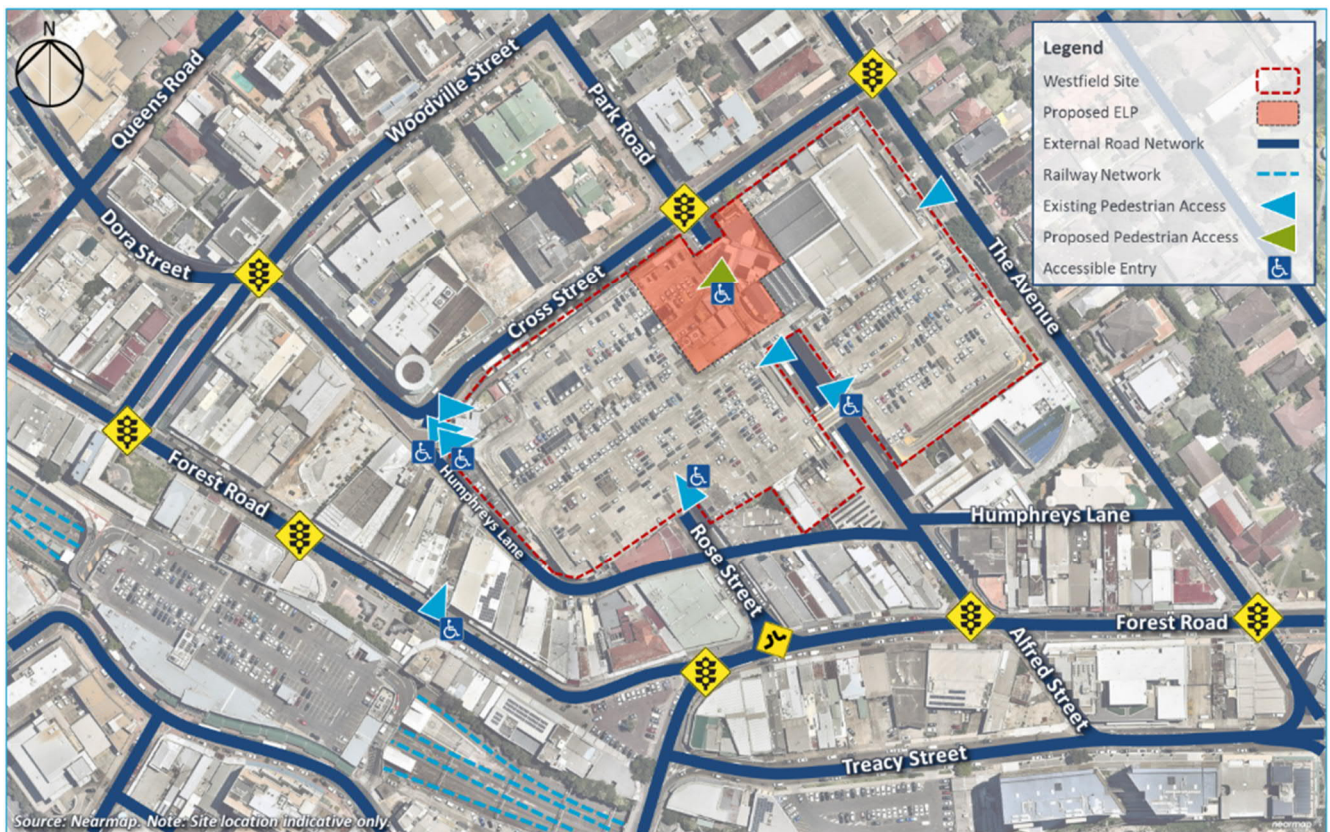 N
Legend
Westfield Site
Proposed ELP
External Road Network
Railway Network
Existing Pedestrian Access
Proposed Pedestrian Access
Accessible Entry
Queens Road
Woodville Street
Park Road
Dora Street
Cross Street
The Avenue
Forest Road
Humphreys Lane
Rose Street
Humphreys Lane
Forest Road
Alfred Street
Treacy Street
Source: Nearmap. Note: Site location indicative only.
nearmap